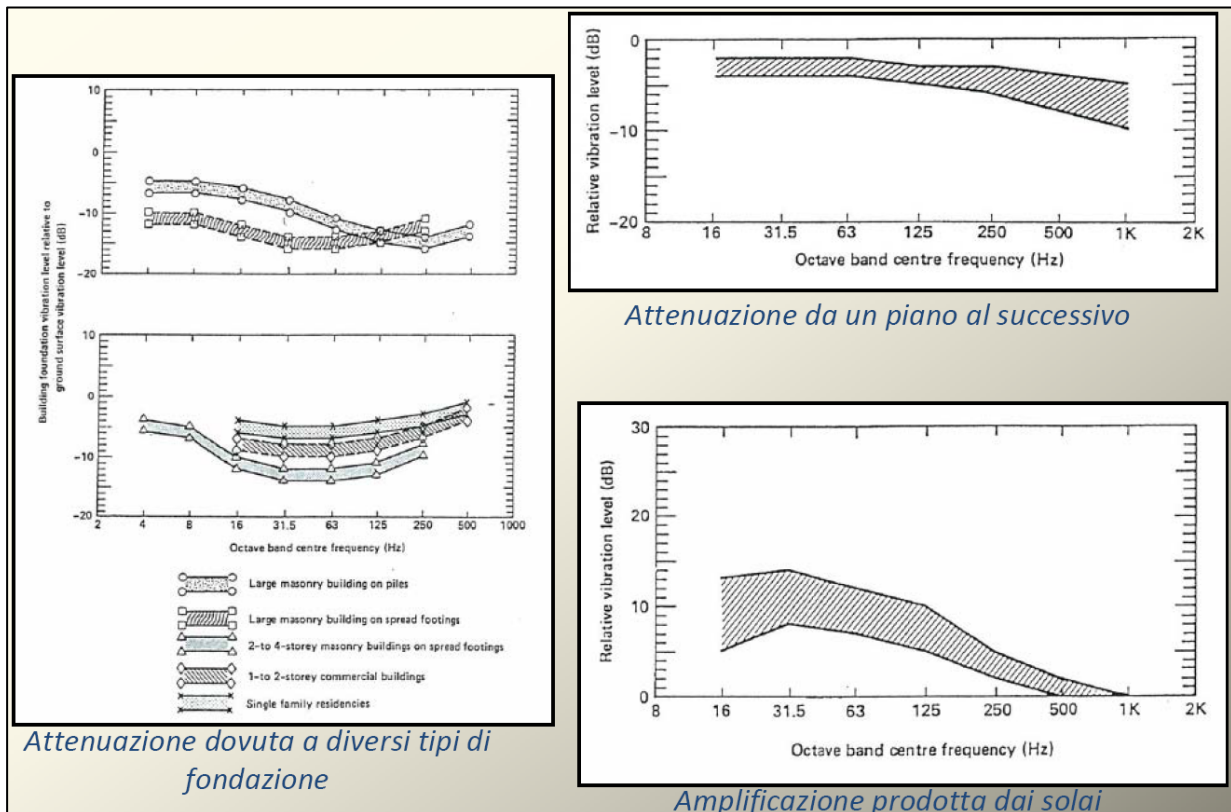 10
0
-10
-20
10
0
-10
-20
2 4 8 16 31.5 63 125 250 500 1000
Octave band centre frequency (Hz)
Building foundation vibration level relative to
ground surface vibration level (dB)
Large masonry building on piles
Large masonry building on spread footings
2-to 4-storey masonry buildings on spread footings
1-to 2-storey commercial buildings
Single family residencies
Attenuazione dovuta a diversi tipi di
fondazione
0
-10
-20
Relative vibration level (dB)
8 16 31.5 63 125 250 500 1K 2K
Octave band centre frequency (Hz)
Attenuazione da un piano al successivo
30
20
10
0
Relative vibration level (dB)
8 16 31.5 63 125 250 500 1K 2K
Octave band centre frequency (Hz)
Amplificazione prodotta dai solai